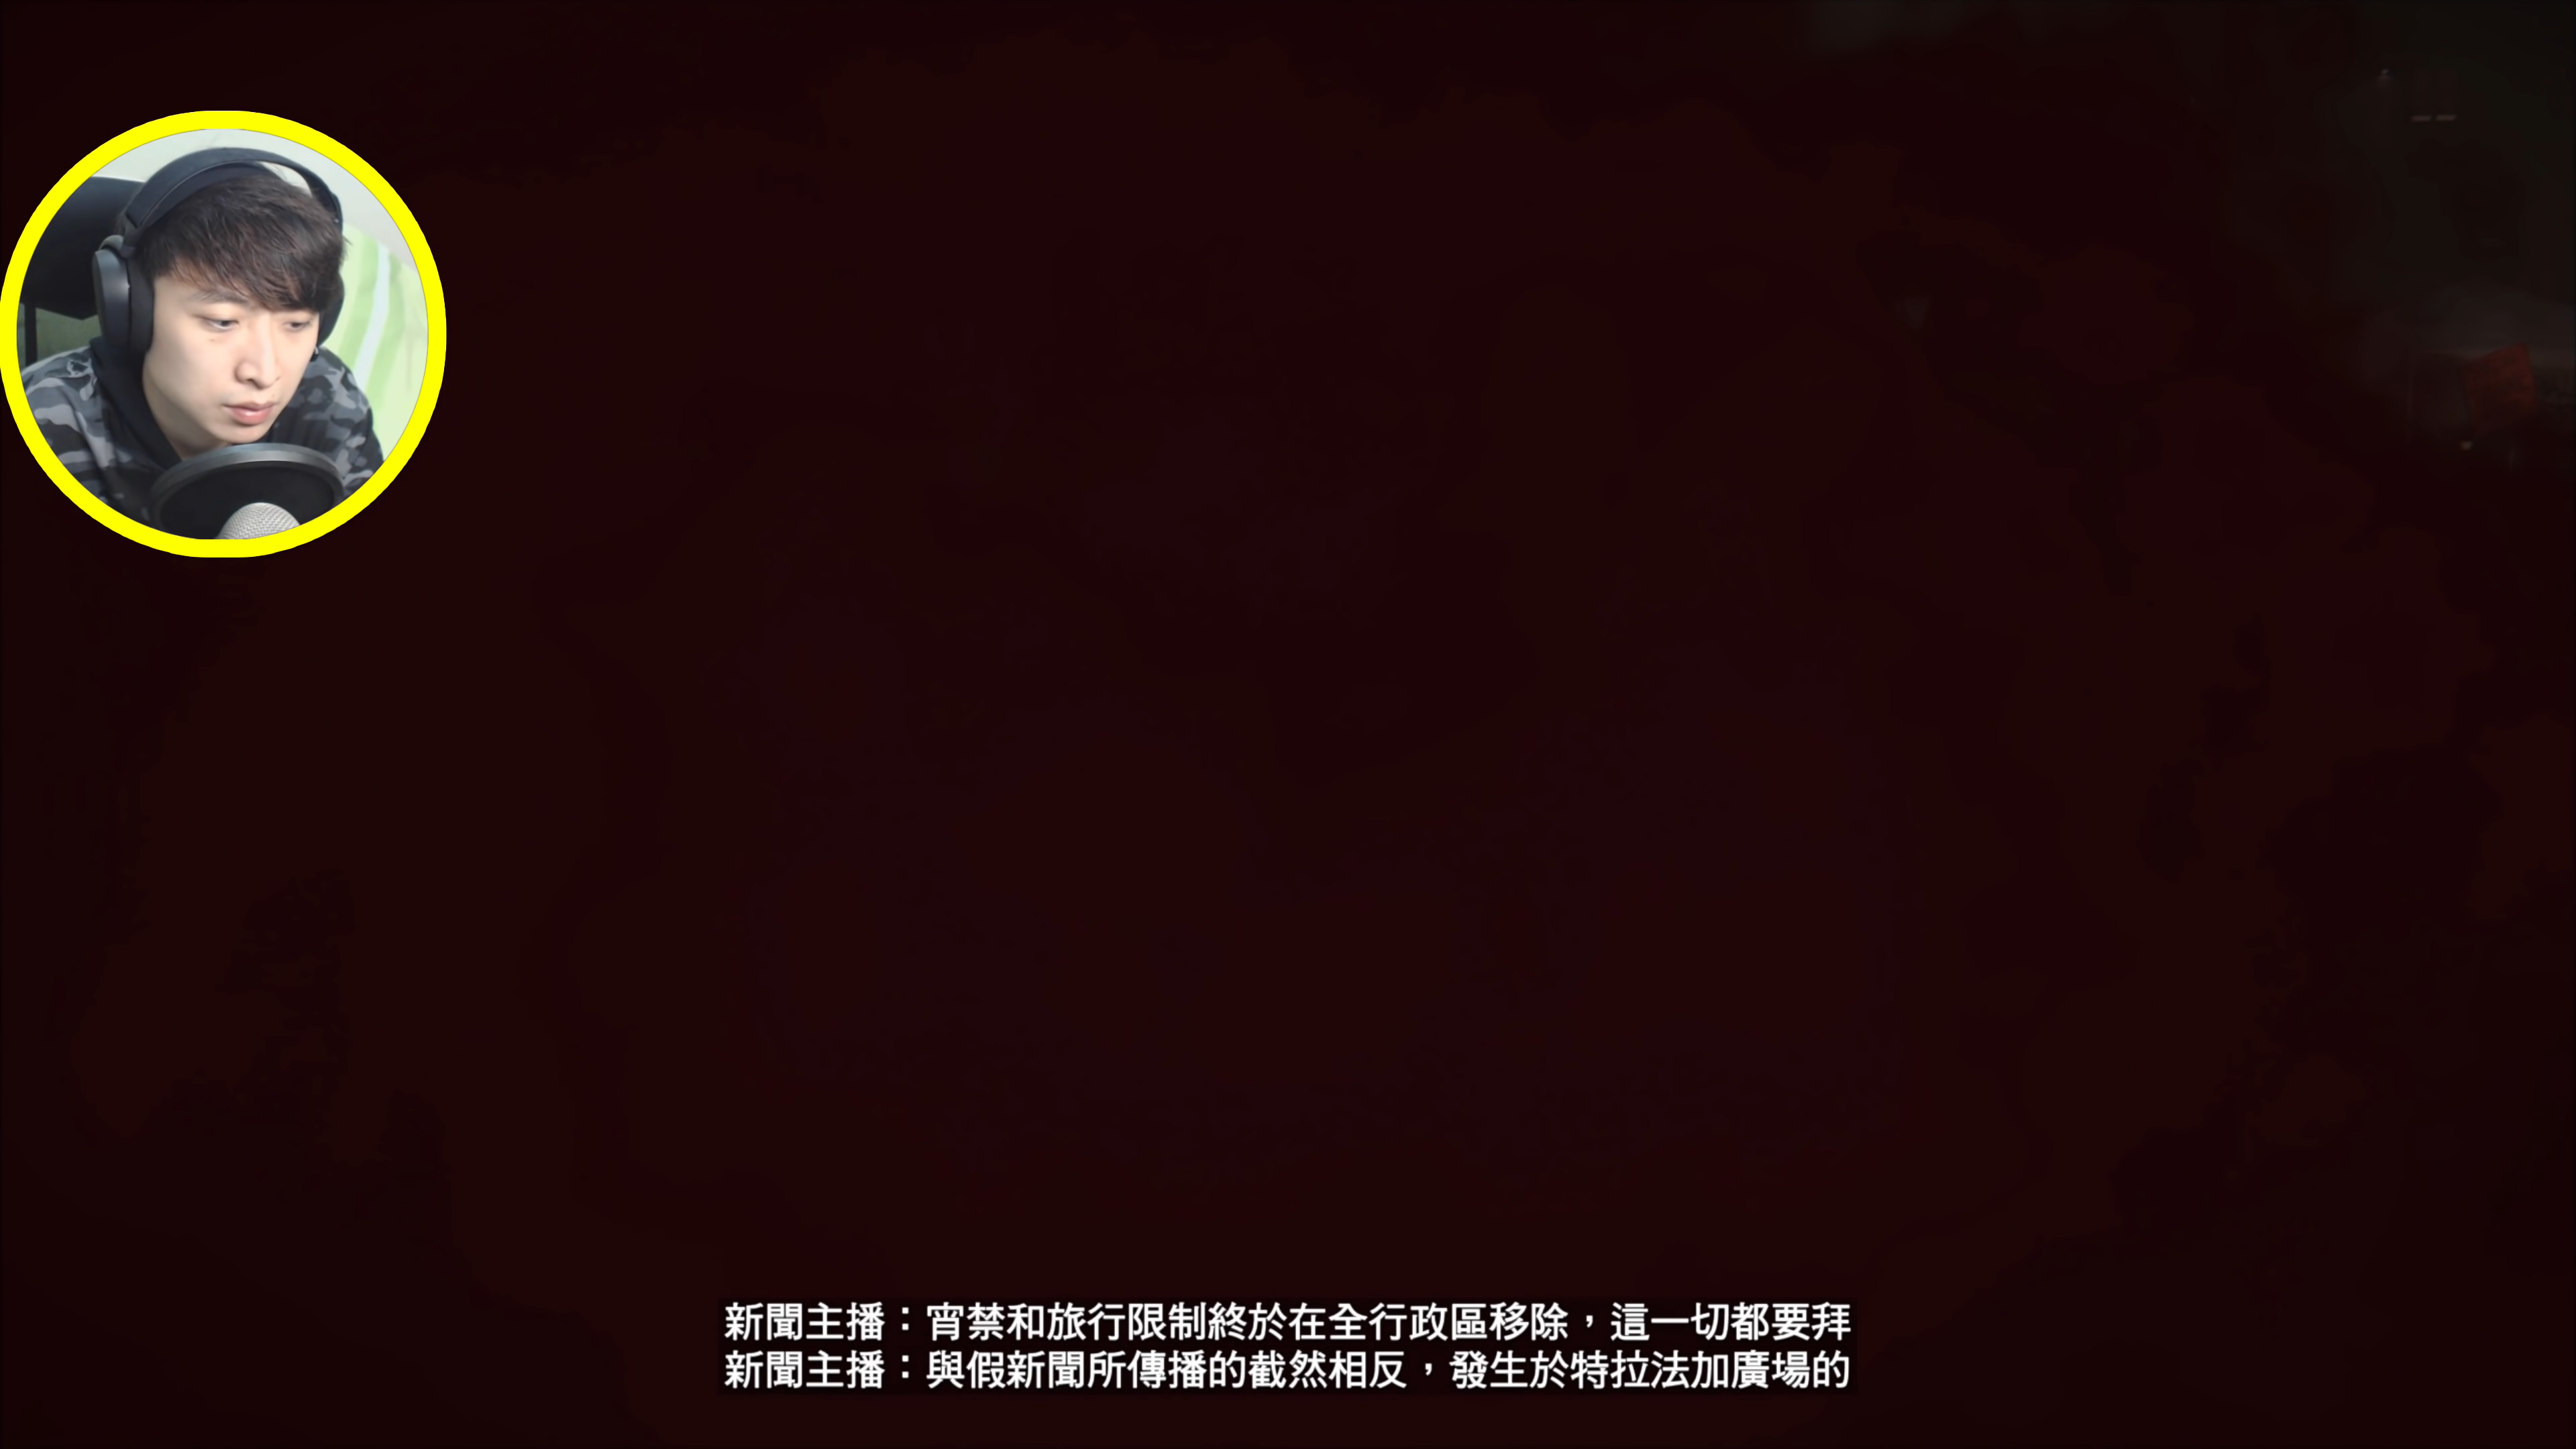 新聞主播：宵禁和旅行限制終於在全行政區移除，這一切都要拜
新聞主播：與假新聞所傳播的截然相反，發生於特拉法加廣場的